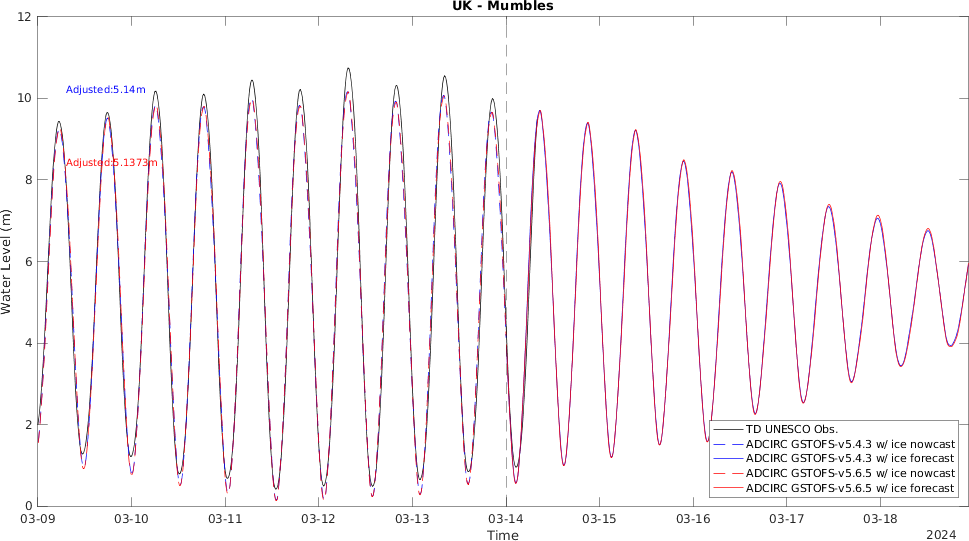 UK - Mumbles
12
10
8
6
4
2
0
Water Level (m)
Adjusted:5.14m
Adjusted:5.1373m
TD UNESCO Obs.
ADCIRC GSTOFS-v5.4.3 w/ ice nowcast
ADCIRC GSTOFS-v5.4.3 w/ ice forecast
ADCIRC GSTOFS-v5.6.5 w/ ice nowcast
ADCIRC GSTOFS-v5.6.5 w/ ice forecast
03-09 03-10 03-11 03-12 03-13 03-14 03-15 03-16 03-17 03-18
Time
2024